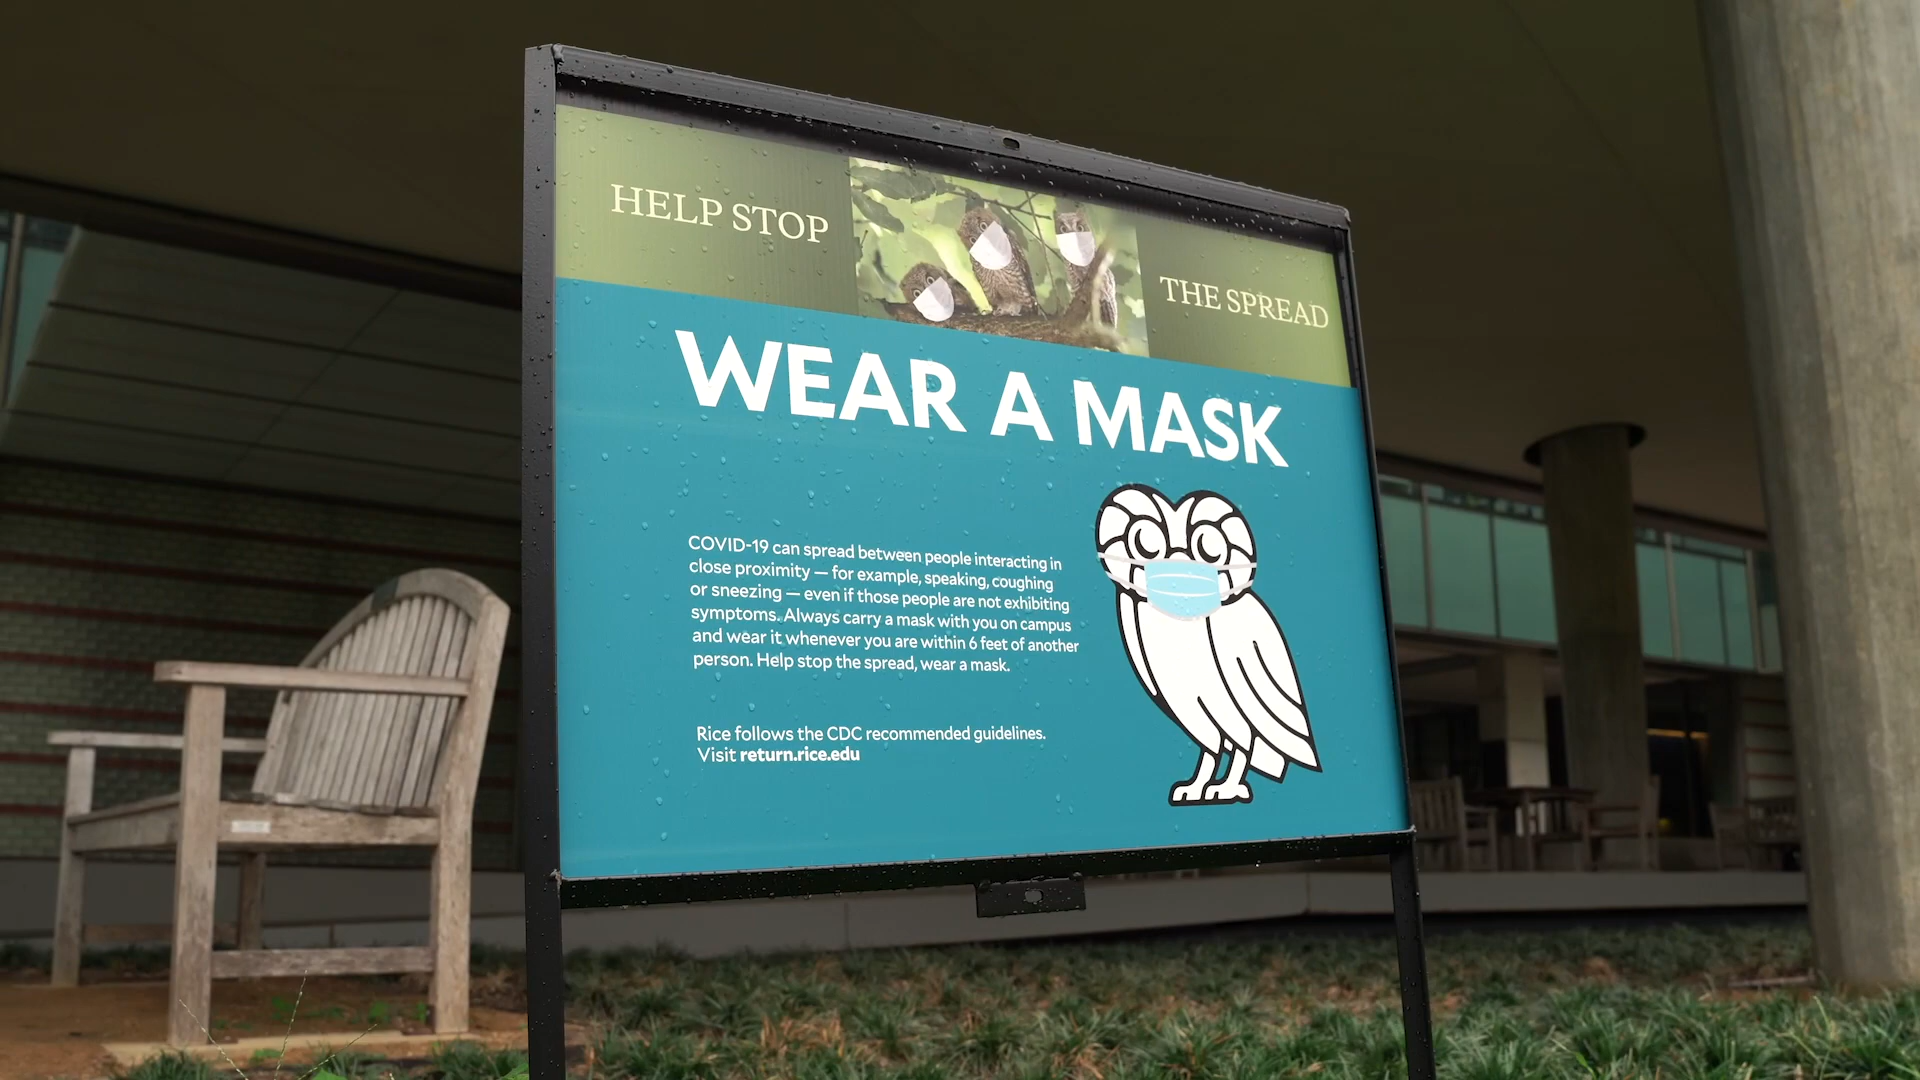 HELP STOP
THE SPREAD
WEAR A MASK
COVID-19 can spread between people interacting in
close proximity — for example, speaking, coughing
or sneezing — even if those people are not exhibiting
symptoms. Always carry a mask with you on campus
and wear it whenever you are within 6 feet of another
person. Help stop the spread, wear a mask.
Rice follows the CDC recommended guidelines.
Visit return.rice.edu